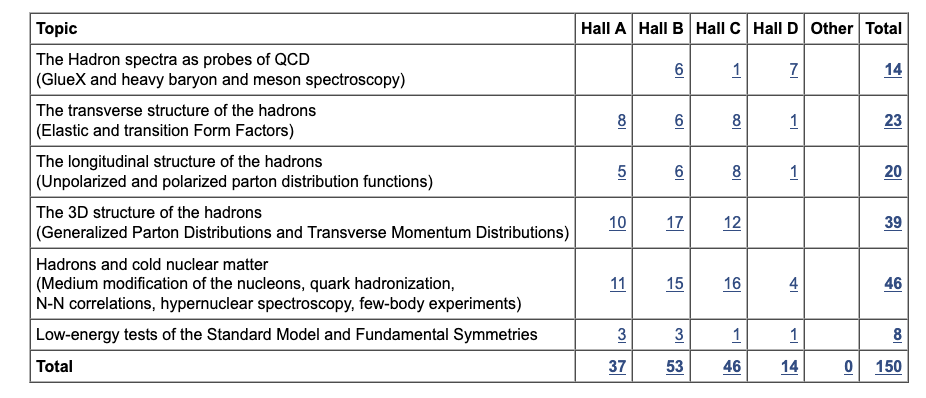 Topic Hall A Hall B Hall C Hall D Other Total
The Hadron spectra as probes of QCD
(GlueX and heavy baryon and meson spectroscopy) 6 1 7 14
The transverse structure of the hadrons
(Elastic and transition Form Factors) 8 6 8 1 23
The longitudinal structure of the hadrons
(Unpolarized and polarized parton distribution functions) 5 6 8 1 20
The 3D structure of the hadrons
(Generalized Parton Distributions and Transverse Momentum Distributions) 10 17 12 39
Hadrons and cold nuclear matter
(Medium modification of the nucleons, quark hadronization, 11 15 16 4 46
N-N correlations, hypernuclear spectroscopy, few-body experiments)
Low-energy tests of the Standard Model and Fundamental Symmetries 3 3 1 1 8
Total 37 53 46 14 0 150